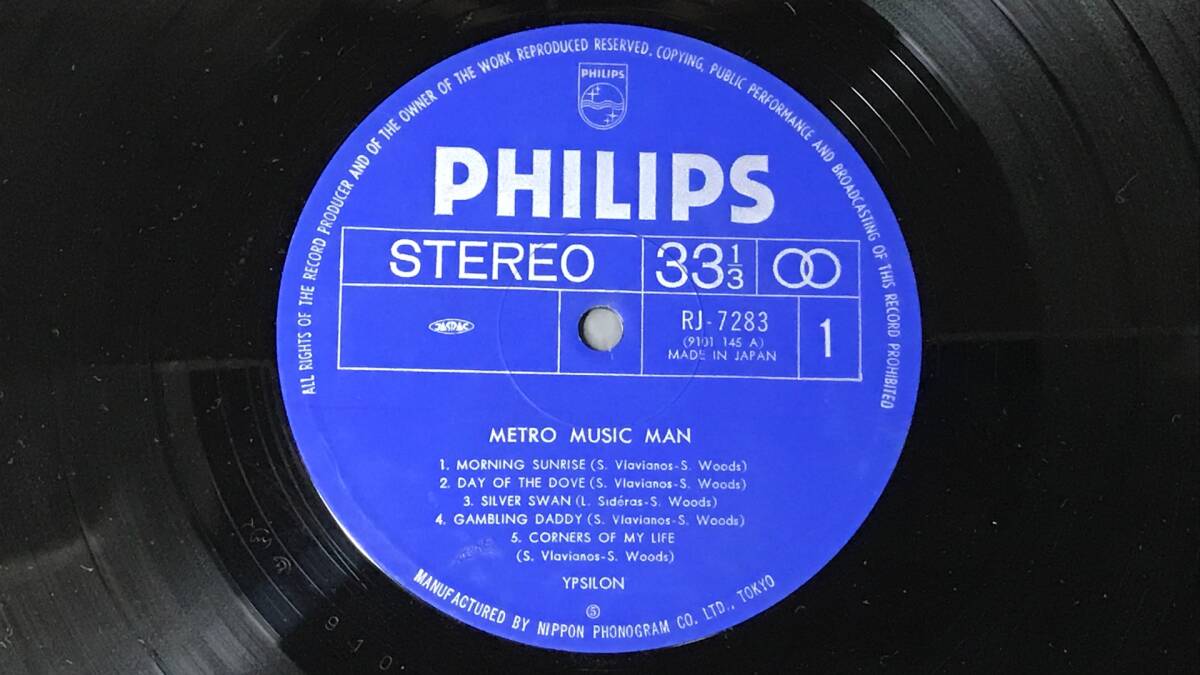 ALL RIGHTS OF THE RECORD PRODUCER AND OF THE OWNER OF THE WORK REPRODUCED RESERVED. COPYING, PUBLIC PERFORMANCE AND BROADCASTING OF THIS RECORD PROHIBITED
PHILIPS
PHILIPS
STEREO 33 1/3
JASRAC RJ-7283 1
(9101 145 A)
MADE IN JAPAN
METRO MUSIC MAN
1. MORNING SUNRISE (S. Vlavianos-S. Woods)
2. DAY OF THE DOVE (S. Vlavianos-S. Woods)
3. SILVER SWAN (L. Sidéras-S. Woods)
4. GAMBLING DADDY (S. Vlavianos-S. Woods)
5. CORNERS OF MY LIFE
(S. Vlavianos-S. Woods)
YPSILON
⑤
MANUFACTURED BY NIPPON PHONOGRAM CO. LTD., TOKYO